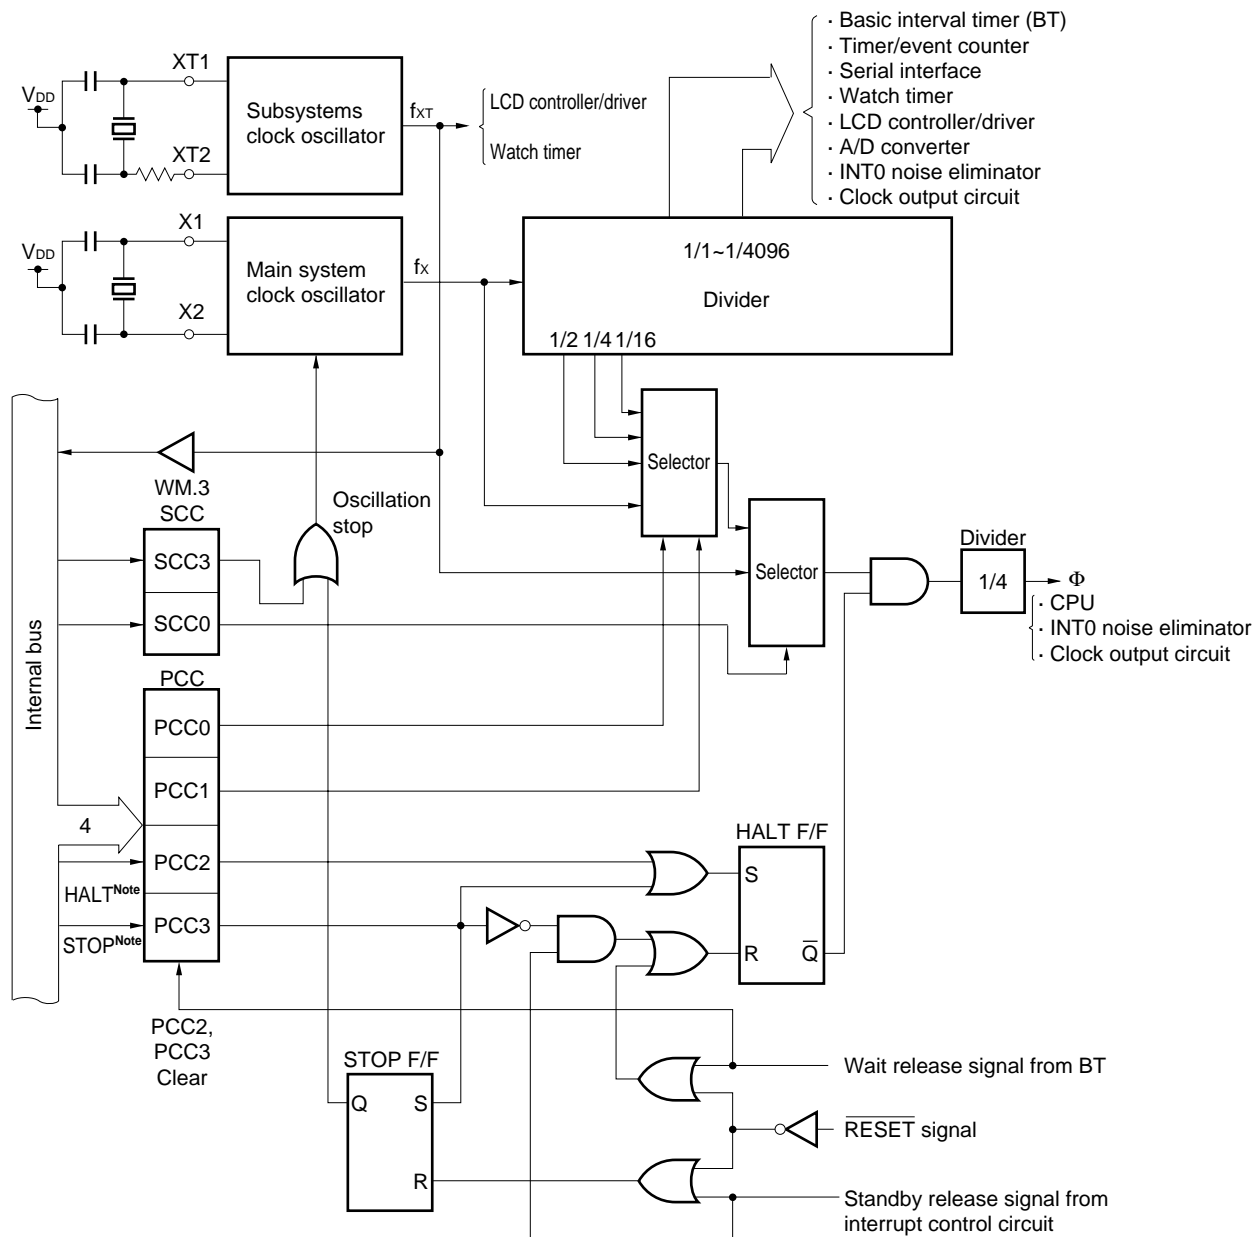 · Basic interval timer (BT)
· Timer/event counter
· Serial interface
· Watch timer
· LCD controller/driver
· A/D converter
· INT0 noise eliminator
· Clock output circuit
XT1
VDD
XT2
Subsystems
clock oscillator
fXT
LCD controller/driver
Watch timer
X1
VDD
X2
Main system
clock oscillator
fX
1/1~1/4096
Divider
1/2 1/4 1/16
Selector
Internal bus
WM.3
SCC
Oscillation
stop
SCC3
SCC0
Selector
Divider
1/4
Φ
· CPU
· INT0 noise eliminator
· Clock output circuit
PCC
PCC0
PCC1
4
PCC2
HALTNote
PCC3
STOPNote
HALT F/F
S
R
Q̅
PCC2,
PCC3
Clear
STOP F/F
Q
S
R
Wait release signal from BT
R̅E̅S̅E̅T̅ signal
Standby release signal from
interrupt control circuit